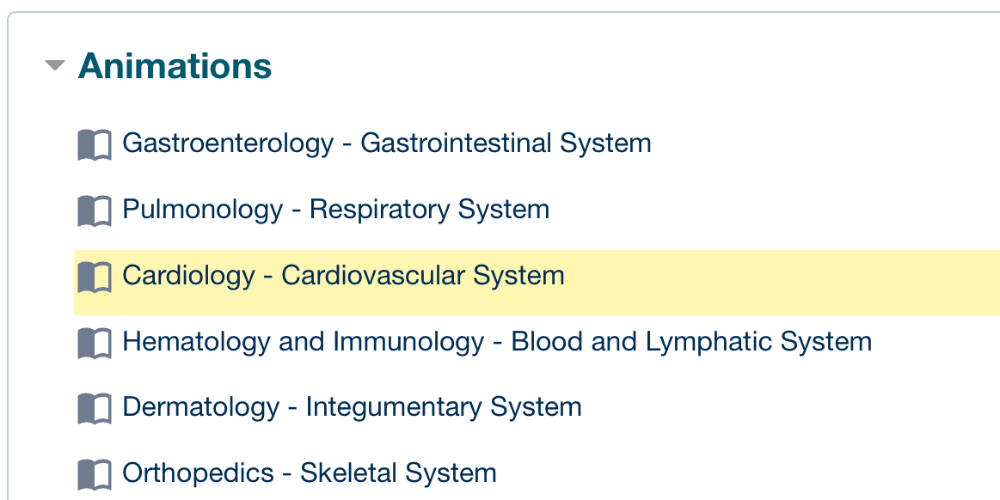 Animations
Gastroenterology - Gastrointestinal System
Pulmonology - Respiratory System
Cardiology - Cardiovascular System
Hematology and Immunology - Blood and Lymphatic System
Dermatology - Integumentary System
Orthopedics - Skeletal System